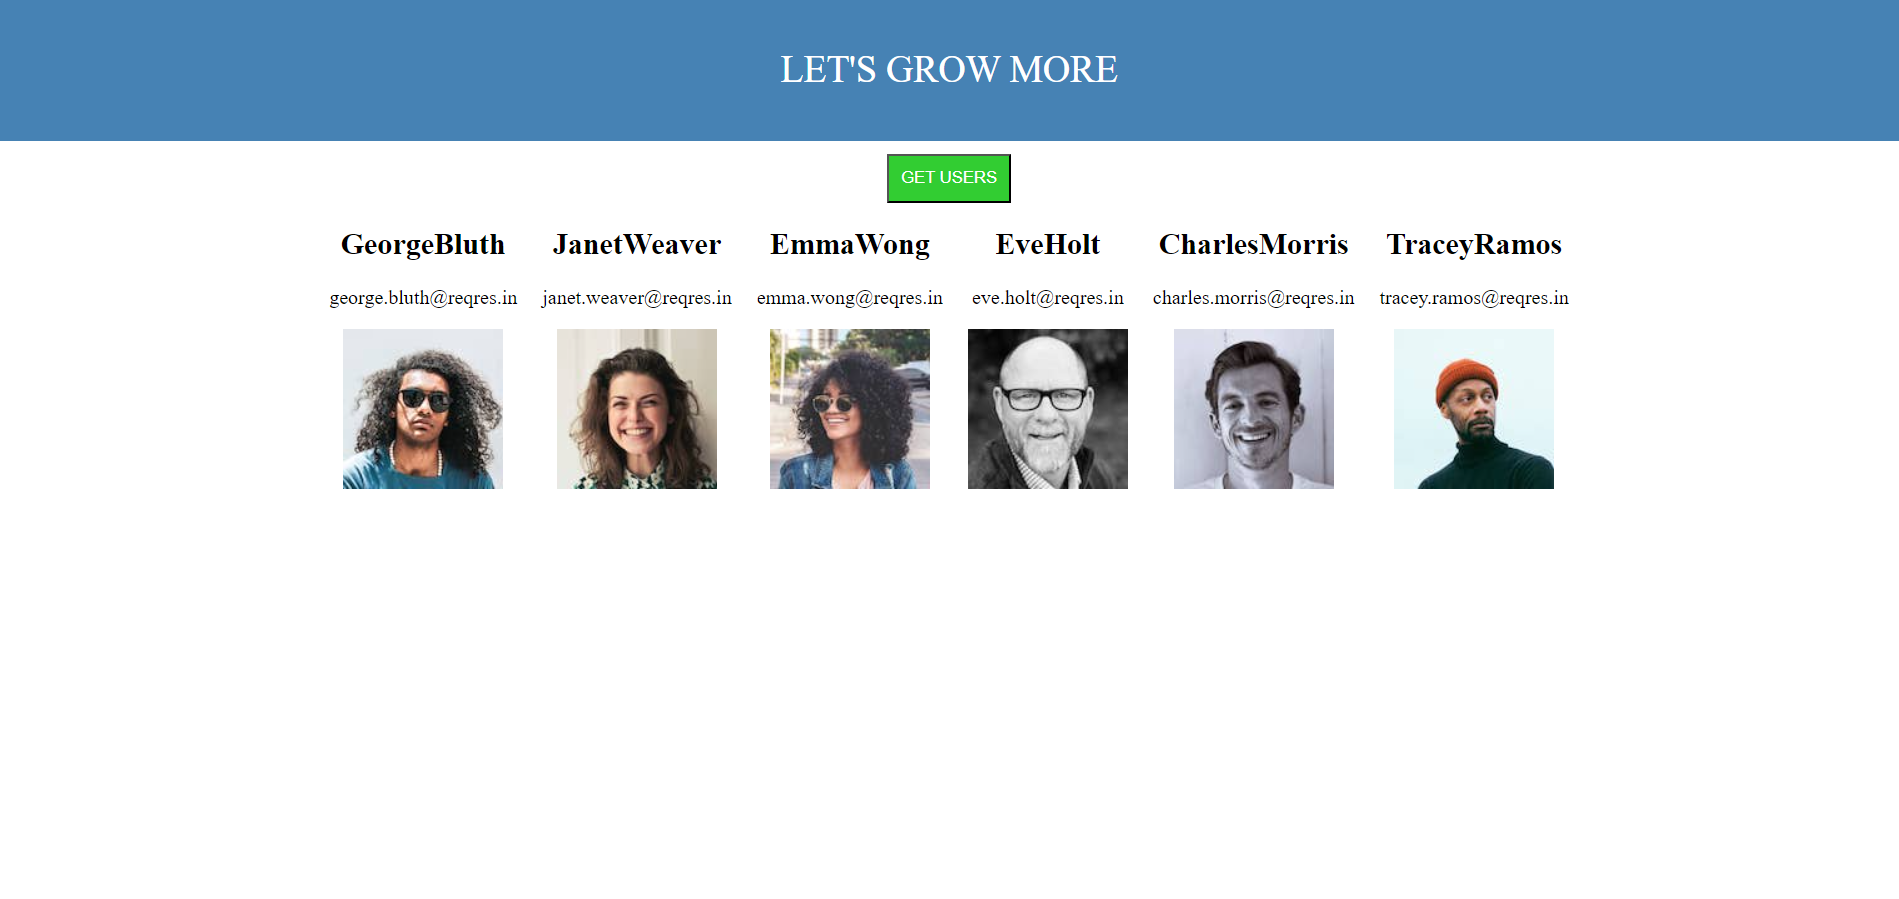 LET'S GROW MORE
GET USERS
GeorgeBluth
george.bluth@reqres.in
JanetWeaver
janet.weaver@reqres.in
EmmaWong
emma.wong@reqres.in
EveHolt
eve.holt@reqres.in
CharlesMorris
charles.morris@reqres.in
TraceyRamos
tracey.ramos@reqres.in